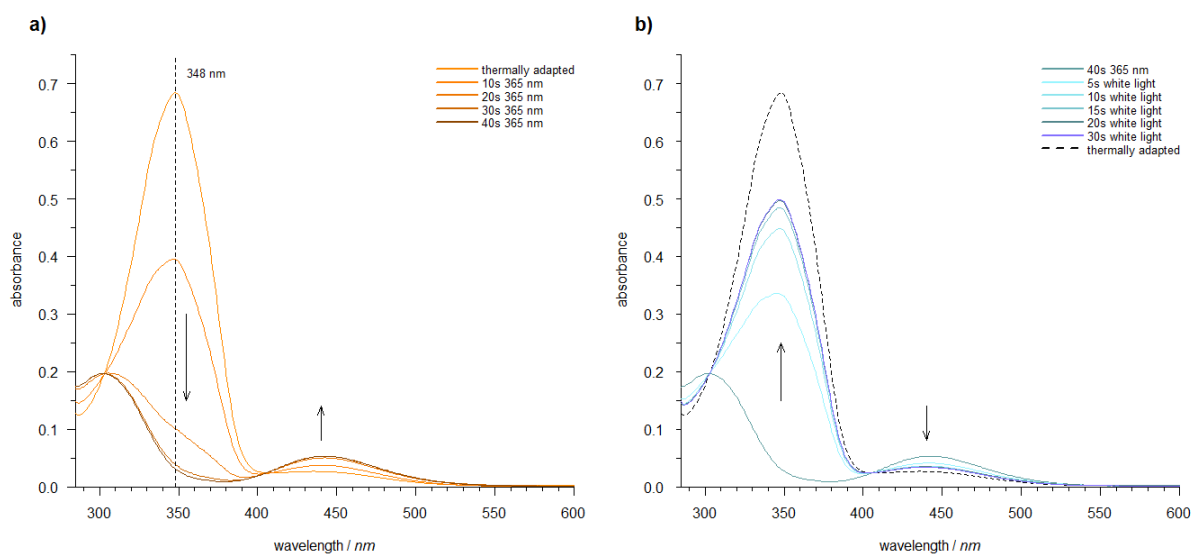 a)
348 nm
thermally adapted
10s 365 nm
20s 365 nm
30s 365 nm
40s 365 nm
0.7
0.6
0.5
0.4
0.3
0.2
0.1
0.0
absorbance
300
350
400
450
500
550
600
wavelength / nm
b)
40s 365 nm
5s white light
10s white light
15s white light
20s white light
30s white light
thermally adapted
0.7
0.6
0.5
0.4
0.3
0.2
0.1
0.0
absorbance
300
350
400
450
500
550
600
wavelength / nm